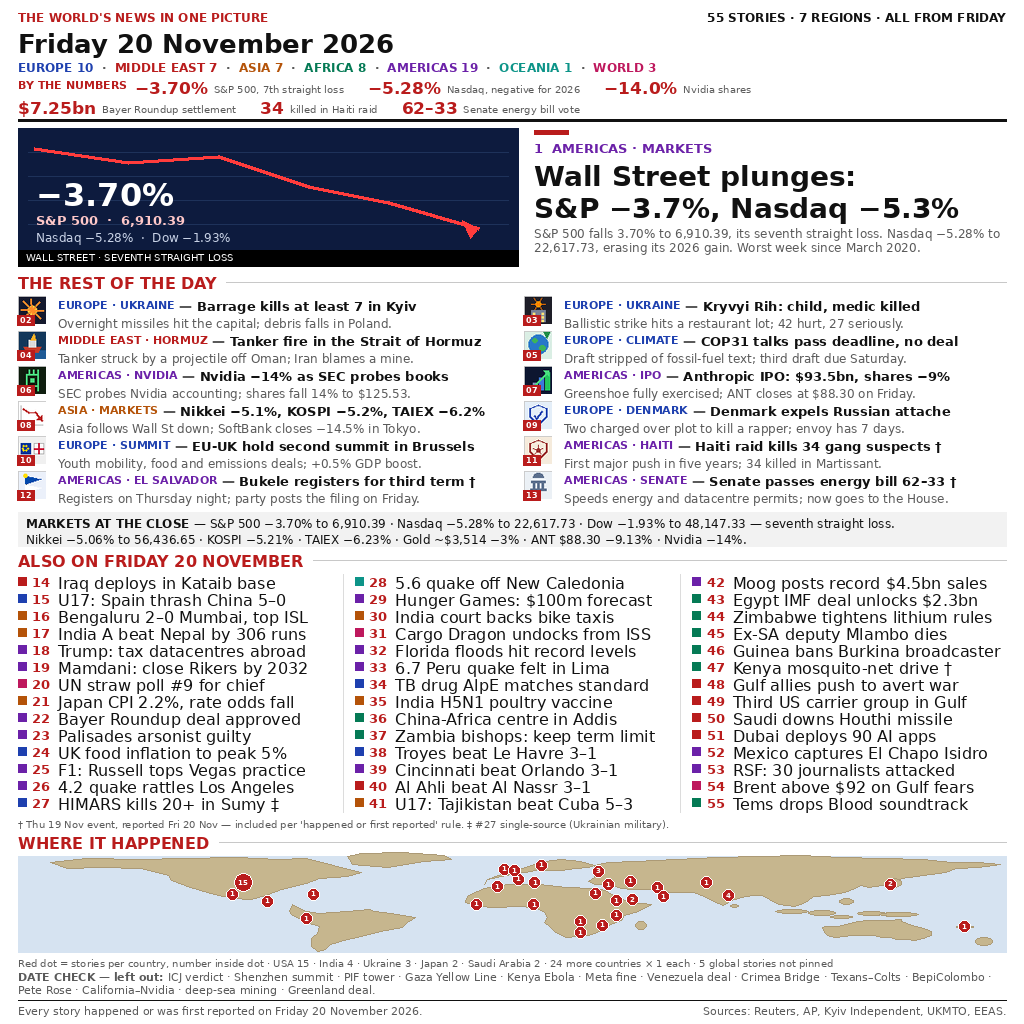 THE WORLD'S NEWS IN ONE PICTURE
55 STORIES · 7 REGIONS · ALL FROM FRIDAY
Friday 20 November 2026
EUROPE 10 · MIDDLE EAST 7 · ASIA 7 · AFRICA 8 · AMERICAS 19 · OCEANIA 1 · WORLD 3
BY THE NUMBERS −3.70% S&P 500, 7th straight loss −5.28% Nasdaq, negative for 2026 −14.0% Nvidia shares
$7.25bn Bayer Roundup settlement 34 killed in Haiti raid 62–33 Senate energy bill vote
−3.70%
S&P 500 · 6,910.39
Nasdaq −5.28% · Dow −1.93%
WALL STREET · SEVENTH STRAIGHT LOSS
1 AMERICAS · MARKETS
Wall Street plunges:
S&P −3.7%, Nasdaq −5.3%
S&P 500 falls 3.70% to 6,910.39, its seventh straight loss. Nasdaq −5.28% to
22,617.73, erasing its 2026 gain. Worst week since March 2020.
THE REST OF THE DAY
02 EUROPE · UKRAINE — Barrage kills at least 7 in Kyiv
Overnight missiles hit the capital; debris falls in Poland.
03 EUROPE · UKRAINE — Kryvyi Rih: child, medic killed
Ballistic strike hits a restaurant lot; 42 hurt, 27 seriously.
04 MIDDLE EAST · HORMUZ — Tanker fire in the Strait of Hormuz
Tanker struck by a projectile off Oman; Iran blames a mine.
05 EUROPE · CLIMATE — COP31 talks pass deadline, no deal
Draft stripped of fossil-fuel text; third draft due Saturday.
06 AMERICAS · NVIDIA — Nvidia −14% as SEC probes books
SEC probes Nvidia accounting; shares fall 14% to $125.53.
07 AMERICAS · IPO — Anthropic IPO: $93.5bn, shares −9%
Greenshoe fully exercised; ANT closes at $88.30 on Friday.
08 ASIA · MARKETS — Nikkei −5.1%, KOSPI −5.2%, TAIEX −6.2%
Asia follows Wall St down; SoftBank closes −14.5% in Tokyo.
09 EUROPE · DENMARK — Denmark expels Russian attache
Two charged over plot to kill a rapper; envoy has 7 days.
10 EUROPE · SUMMIT — EU-UK hold second summit in Brussels
Youth mobility, food and emissions deals; +0.5% GDP boost.
11 AMERICAS · HAITI — Haiti raid kills 34 gang suspects †
First major push in five years; 34 killed in Martissant.
12 AMERICAS · EL SALVADOR — Bukele registers for third term †
Registers on Thursday night; party posts the filing on Friday.
13 AMERICAS · SENATE — Senate passes energy bill 62–33 †
Speeds energy and datacentre permits; now goes to the House.
MARKETS AT THE CLOSE — S&P 500 −3.70% to 6,910.39 · Nasdaq −5.28% to 22,617.73 · Dow −1.93% to 48,147.33 — seventh straight loss.
Nikkei −5.06% to 56,436.65 · KOSPI −5.21% · TAIEX −6.23% · Gold ~$3,514 −3% · ANT $88.30 −9.13% · Nvidia −14%.
ALSO ON FRIDAY 20 NOVEMBER
14 Iraq deploys in Kataib base
15 U17: Spain thrash China 5–0
16 Bengaluru 2–0 Mumbai, top ISL
17 India A beat Nepal by 306 runs
18 Trump: tax datacentres abroad
19 Mamdani: close Rikers by 2032
20 UN straw poll #9 for chief
21 Japan CPI 2.2%, rate odds fall
22 Bayer Roundup deal approved
23 Palisades arsonist guilty
24 UK food inflation to peak 5%
25 F1: Russell tops Vegas practice
26 4.2 quake rattles Los Angeles
27 HIMARS kills 20+ in Sumy ‡
28 5.6 quake off New Caledonia
29 Hunger Games: $100m forecast
30 India court backs bike taxis
31 Cargo Dragon undocks from ISS
32 Florida floods hit record levels
33 6.7 Peru quake felt in Lima
34 TB drug AlpE matches standard
35 India H5N1 poultry vaccine
36 China-Africa centre in Addis
37 Zambia bishops: keep term limit
38 Troyes beat Le Havre 3–1
39 Cincinnati beat Orlando 3–1
40 Al Ahli beat Al Nassr 3–1
41 U17: Tajikistan beat Cuba 5–3
42 Moog posts record $4.5bn sales
43 Egypt IMF deal unlocks $2.3bn
44 Zimbabwe tightens lithium rules
45 Ex-SA deputy Mlambo dies
46 Guinea bans Burkina broadcaster
47 Kenya mosquito-net drive †
48 Gulf allies push to avert war
49 Third US carrier group in Gulf
50 Saudi downs Houthi missile
51 Dubai deploys 90 AI apps
52 Mexico captures El Chapo Isidro
53 RSF: 30 journalists attacked
54 Brent above $92 on Gulf fears
55 Tems drops Blood soundtrack
† Thu 19 Nov event, reported Fri 20 Nov — included per 'happened or first reported' rule. ‡ #27 single-source (Ukrainian military).
WHERE IT HAPPENED
15 1 1 1 1
1 1 1 1 1 1 1
3 1 1 1 1 2 1 1 1 1 1
1 1 4 2 1
Red dot = stories per country, number inside dot · USA 15 · India 4 · Ukraine 3 · Japan 2 · Saudi Arabia 2 · 24 more countries × 1 each · 5 global stories not pinned
DATE CHECK — left out: ICJ verdict · Shenzhen summit · PIF tower · Gaza Yellow Line · Kenya Ebola · Meta fine · Venezuela deal · Crimea Bridge · Texans–Colts · BepiColombo ·
Pete Rose · California–Nvidia · deep-sea mining · Greenland deal.
Every story happened or was first reported on Friday 20 November 2026.
Sources: Reuters, AP, Kyiv Independent, UKMTO, EEAS.